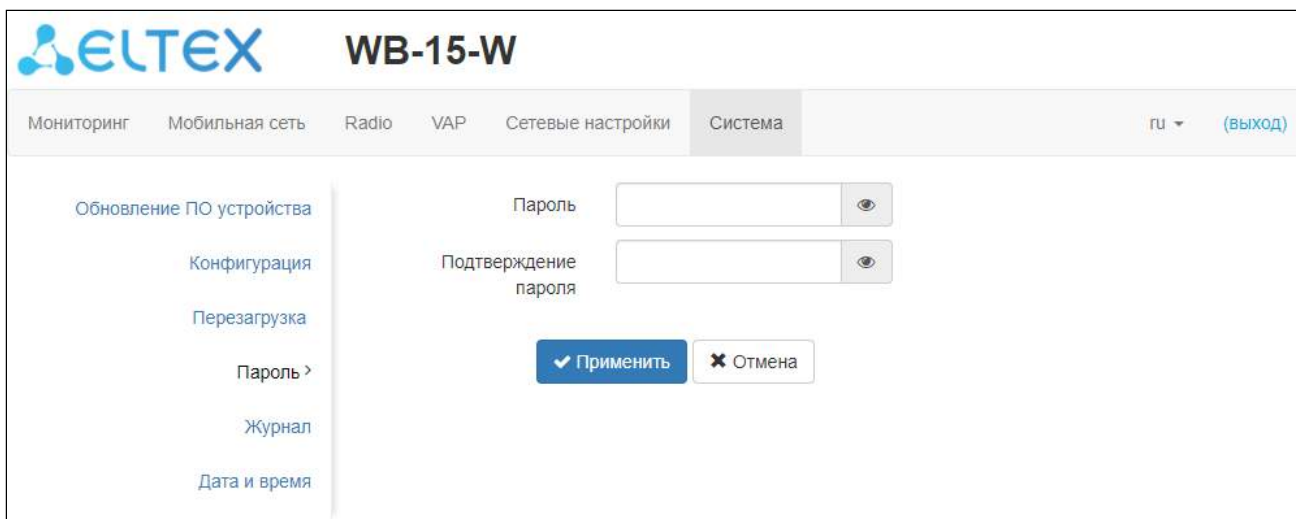 ELTEX WB-15-W
Мониторинг Мобильная сеть Radio VAP Сетевые настройки Система ru (выход)
Обновление ПО устройства
Конфигурация
Перезагрузка
Пароль >
Журнал
Дата и время
Пароль
Подтверждение
пароля
Применить Отмена